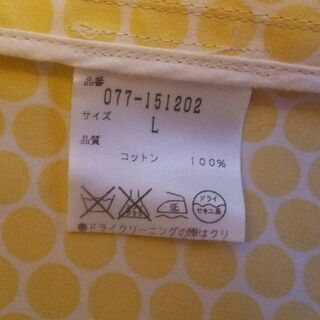 品番
077-151202
サイズ
L
品質
コットン 100%
低 ドライ セキユ系
●ドライクリーニングの際はクリ